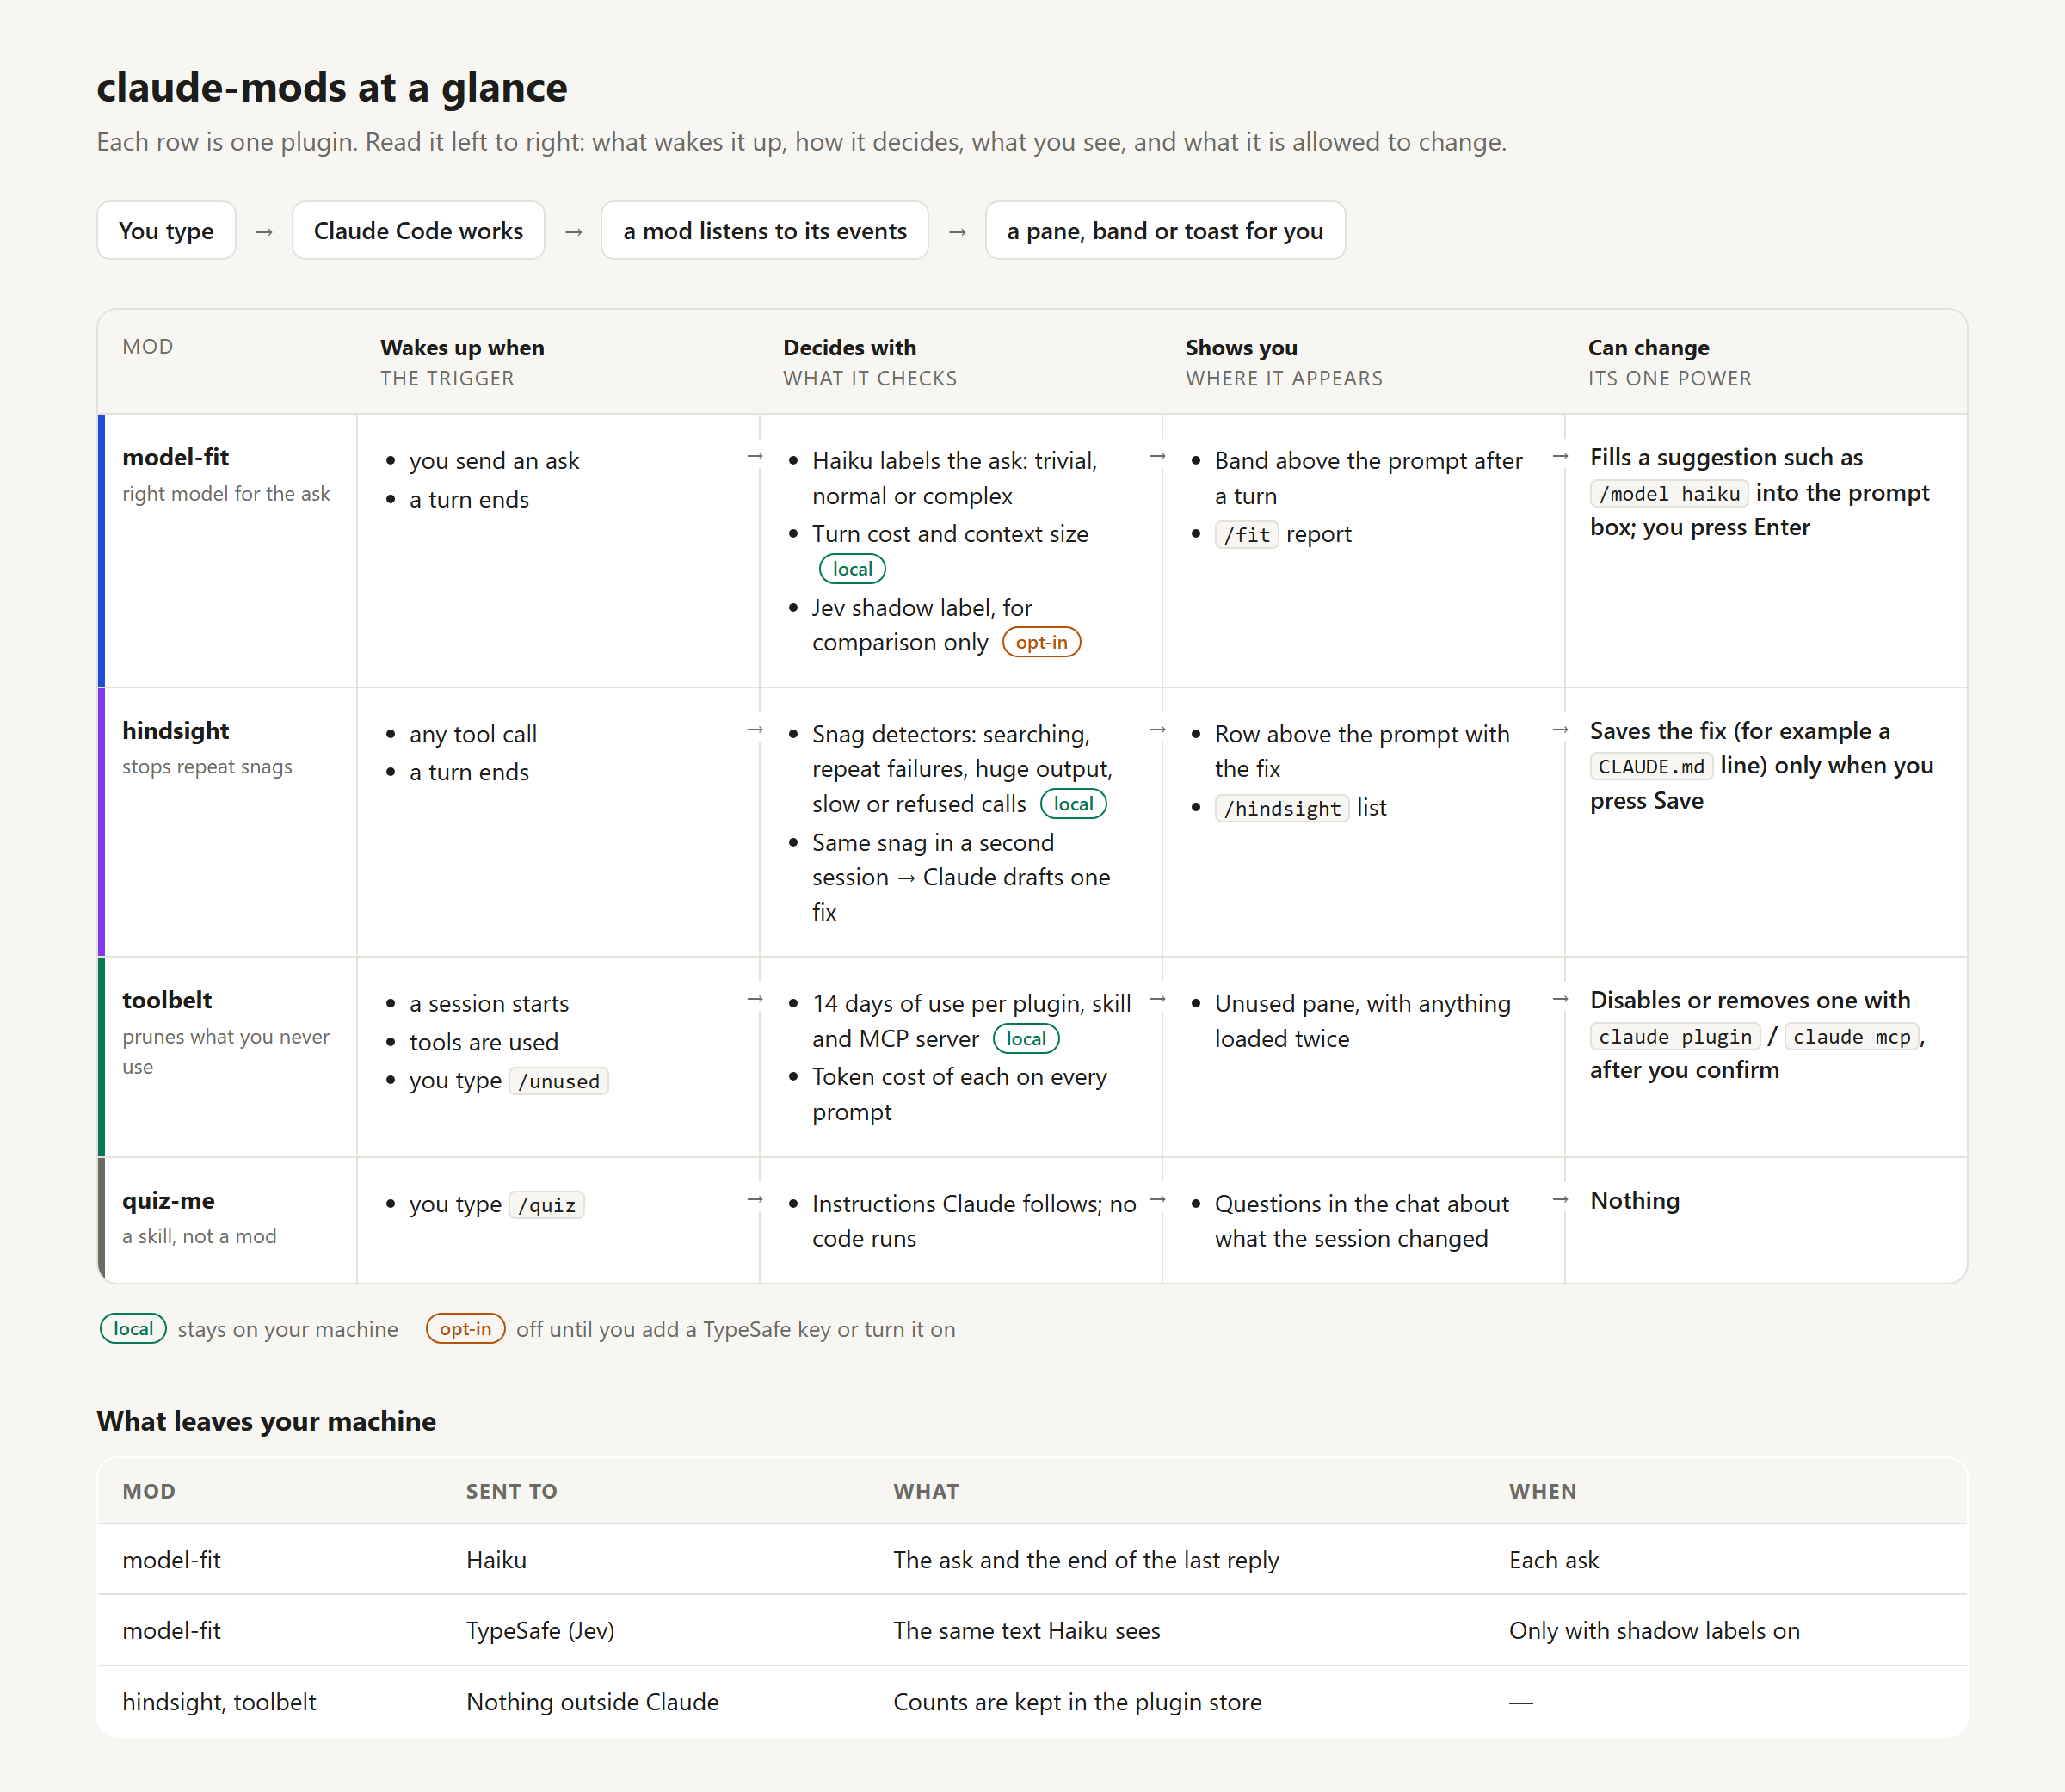 claude-mods at a glance
Each row is one plugin. Read it left to right: what wakes it up, how it decides, what you see, and what it is allowed to change.
You type → Claude Code works → a mod listens to its events → a pane, band or toast for you
MOD
Wakes up when
THE TRIGGER
Decides with
WHAT IT CHECKS
Shows you
WHERE IT APPEARS
Can change
ITS ONE POWER
model-fit
right model for the ask
• you send an ask
• a turn ends
→
• Haiku labels the ask: trivial,
normal or complex
• Turn cost and context size
local
• Jev shadow label, for
comparison only opt-in
→
• Band above the prompt after
a turn
• /fit report
→
Fills a suggestion such as
/model haiku into the prompt
box; you press Enter
hindsight
stops repeat snags
• any tool call
• a turn ends
→
• Snag detectors: searching,
repeat failures, huge output,
slow or refused calls local
• Same snag in a second
session → Claude drafts one
fix
→
• Row above the prompt with
the fix
• /hindsight list
→
Saves the fix (for example a
CLAUDE.md line) only when you
press Save
toolbelt
prunes what you never
use
• a session starts
• tools are used
• you type /unused
→
• 14 days of use per plugin, skill
and MCP server local
• Token cost of each on every
prompt
→
• Unused pane, with anything
loaded twice
→
Disables or removes one with
claude plugin / claude mcp,
after you confirm
quiz-me
a skill, not a mod
• you type /quiz
→
• Instructions Claude follows; no
code runs
→
• Questions in the chat about
what the session changed
→
Nothing
local stays on your machine opt-in off until you add a TypeSafe key or turn it on
What leaves your machine
MOD SENT TO WHAT WHEN
model-fit Haiku The ask and the end of the last reply Each ask
model-fit TypeSafe (Jev) The same text Haiku sees Only with shadow labels on
hindsight, toolbelt Nothing outside Claude Counts are kept in the plugin store —